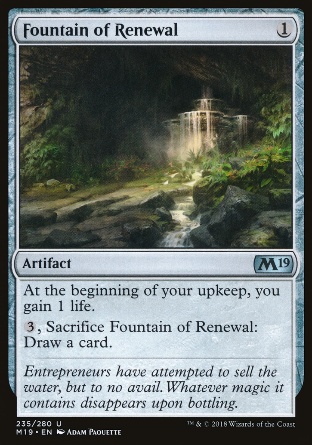 Fountain of Renewal 1
Artifact M19
At the beginning of your upkeep, you
gain 1 life.
3, Sacrifice Fountain of Renewal:
Draw a card.
Entrepreneurs have attempted to sell the
water, but to no avail. Whatever magic it
contains disappears upon bottling.
235/280 U
M19 • EN Adam Paquette
™ & © 2018 Wizards of the Coast